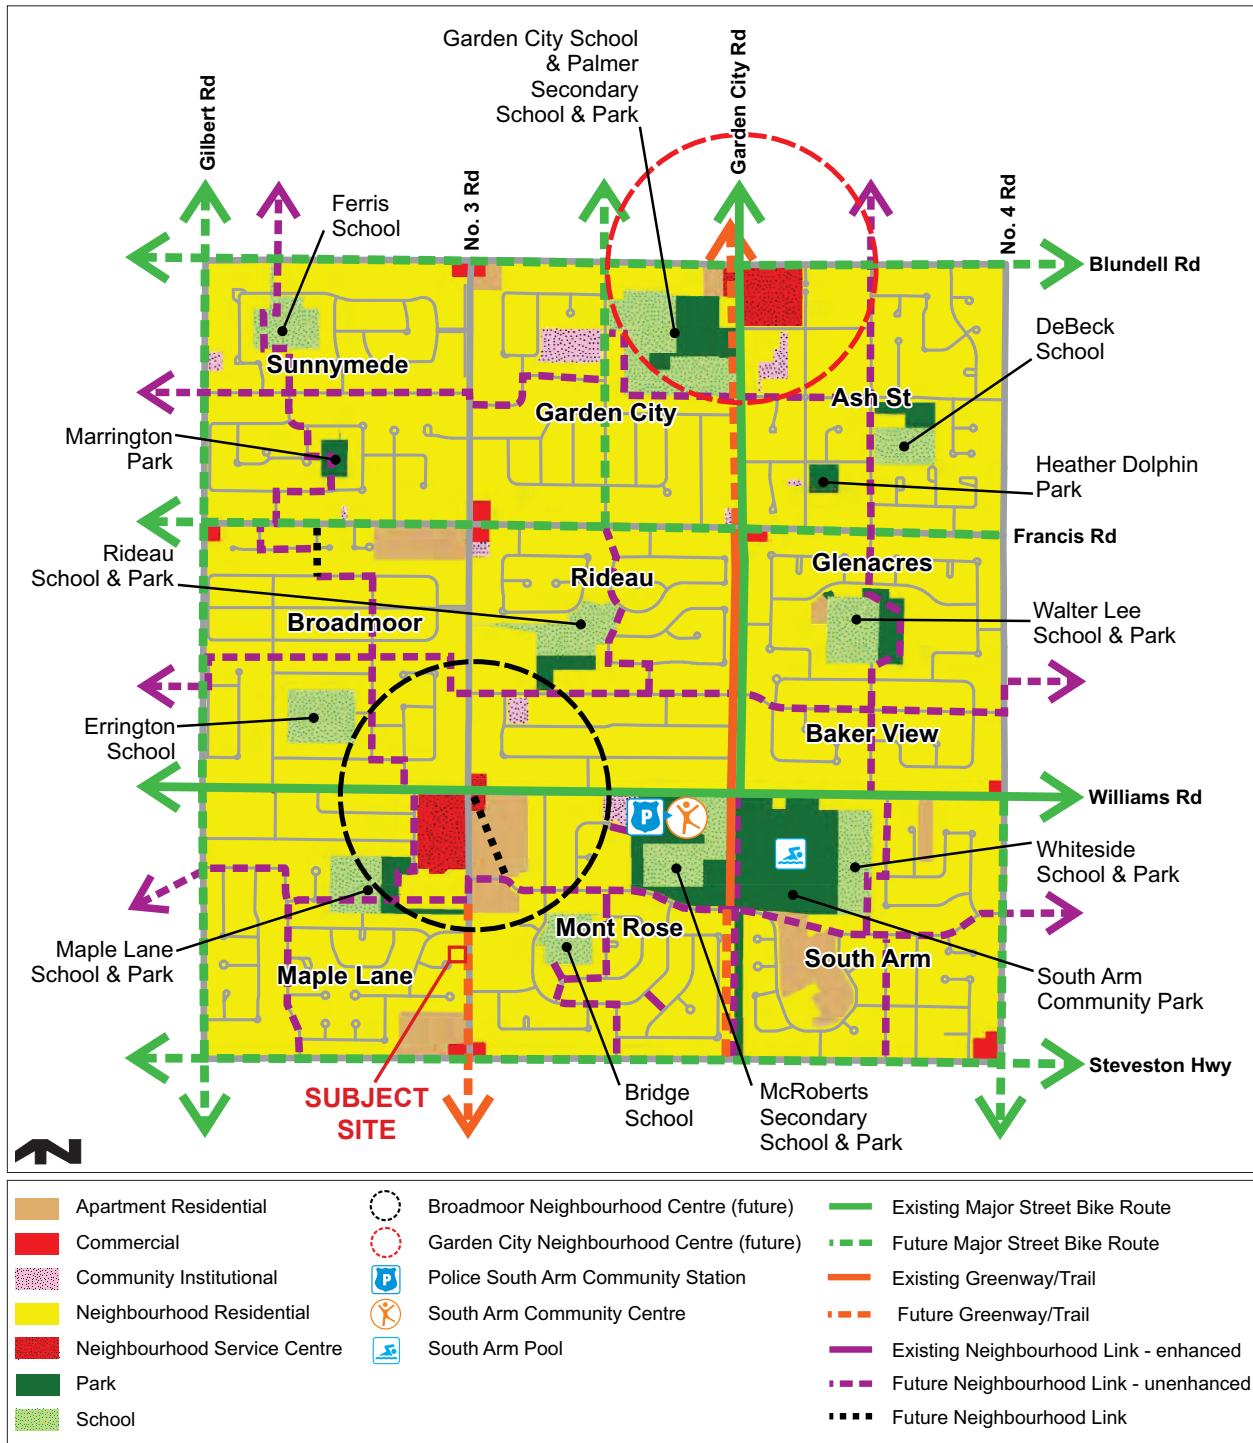 Garden City School
& Palmer
Secondary
School & Park
Gilbert Rd
No. 3 Rd
Garden City Rd
No. 4 Rd
Ferris
School
Blundell Rd
DeBeck
School
Sunnymede
Garden City
Ash St
Marrington
Park
Heather Dolphin
Park
Francis Rd
Rideau
School & Park
Rideau
Glenacres
Broadmoor
Walter Lee
School & Park
Errington
School
Baker View
Williams Rd
P
Whiteside
School & Park
Maple Lane
School & Park
Mont Rose
Maple Lane
South Arm
South Arm
Community Park
Steveston Hwy
SUBJECT
SITE
Bridge
School
McRoberts
Secondary
School & Park
N
Apartment Residential
Commercial
Community Institutional
Neighbourhood Residential
Neighbourhood Service Centre
Park
School
Broadmoor Neighbourhood Centre (future)
Garden City Neighbourhood Centre (future)
P
Police South Arm Community Station
South Arm Community Centre
South Arm Pool
Existing Major Street Bike Route
Future Major Street Bike Route
Existing Greenway/Trail
Future Greenway/Trail
Existing Neighbourhood Link - enhanced
Future Neighbourhood Link - unenhanced
Future Neighbourhood Link